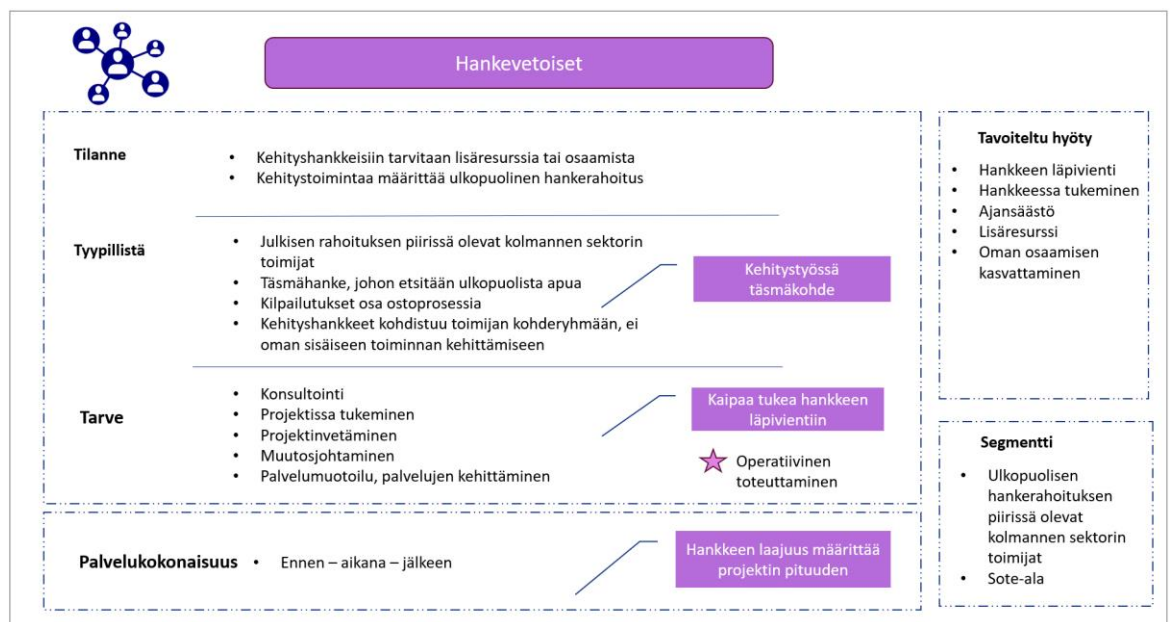 Hankevetoiset
Tilanne
• Kehityshankkeisiin tarvitaan lisäresurssia tai osaamista
• Kehitystoimintaa määrittää ulkopuolinen hankerahoitus
Tyypillistä
• Julkisen rahoituksen piirissä olevat kolmannen sektorin
toimijat
• Täsmähanke, johon etsitään ulkopuolista apua
• Kilpailutukset osa ostoprosessia
• Kehityshankkeet kohdistuu toimijan kohderyhmään, ei
oman sisäiseen toiminnan kehittämiseen
Kehitystyössä
täsmäkohde
Tarve
• Konsultointi
• Projektissa tukeminen
• Projektinvetäminen
• Muutosjohtaminen
• Palvelumuotoilu, palvelujen kehittäminen
Kaipaa tukea hankkeen
läpivientiin
Operatiivinen
toteuttaminen
Palvelukokonaisuus
• Ennen – aikana – jälkeen
Hankkeen laajuus määrittää
projektin pituuden
Tavoiteltu hyöty
• Hankkeen läpivienti
• Hankkeessa tukeminen
• Ajansäästö
• Lisäresurssi
• Oman osaamisen
kasvattaminen
Segmentti
• Ulkopuolisen
hankerahoituksen
piirissä olevat
kolmannen sektorin
toimijat
• Sote-ala